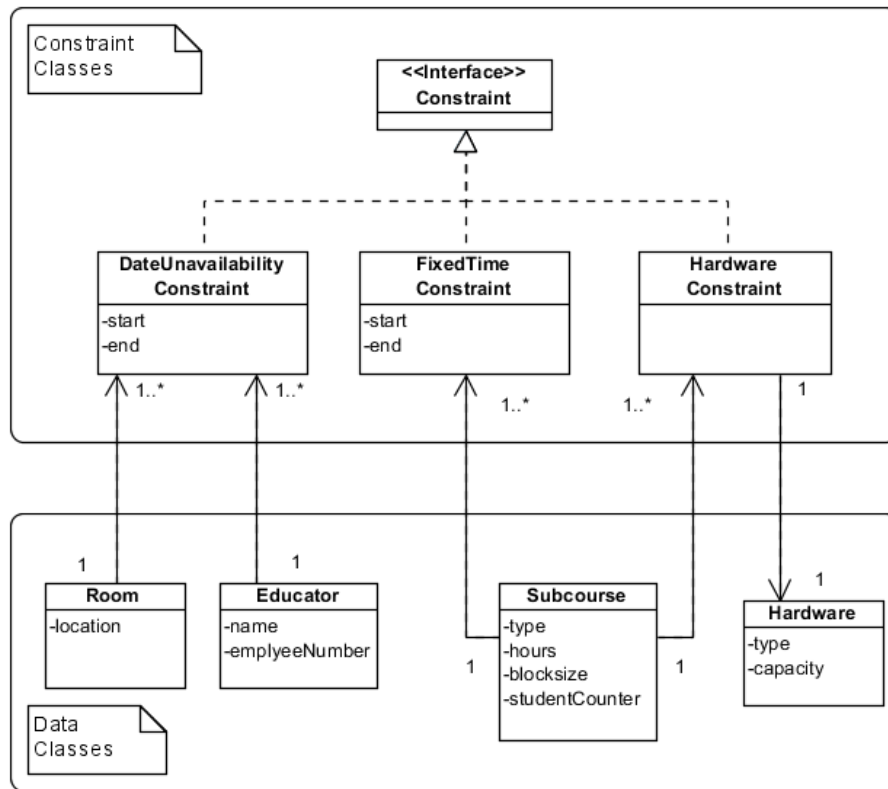 Constraint
Classes
<<Interface>>
Constraint
DateUnavailability
Constraint
-start
-end
FixedTime
Constraint
-start
-end
Hardware
Constraint
1..*
1..*
1..*
1..*
1
1
1
1
1
1
Room
-location
Educator
-name
-emplyeeNumber
Subcourse
-type
-hours
-blocksize
-studentCounter
Hardware
-type
-capacity
Data
Classes